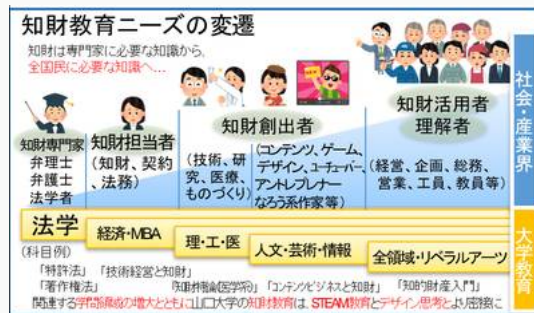 知財教育ニーズの変遷
知財は専門家に必要な知識から、
全国民に必要な知識へ…
知財専門家
弁理士
弁護士
法学者
知財担当者
(知財、契約
、法務)
知財創出者
(技術、研
究、医療、
ものづくり)
(コンテンツ、ゲーム、
デザイン、ユーチューバー、
アントレプレナー
なろう系作家等)
知財活用者
理解者
(経営、企画、総務、
営業、工員、教員等)
社会・産業界
法学
経済・MBA
理・工・医
人文・芸術・情報
全領域・リベラルアーツ
大学教育
(科目例)
「特許法」
「技術経営と知財」
「著作権法」
「コンテンツビジネスと知財」
「知的財産入門」
関連する学問領域の増大とともに山口大学の知財教育は、STEAM教育とデザイン思考とより密接に